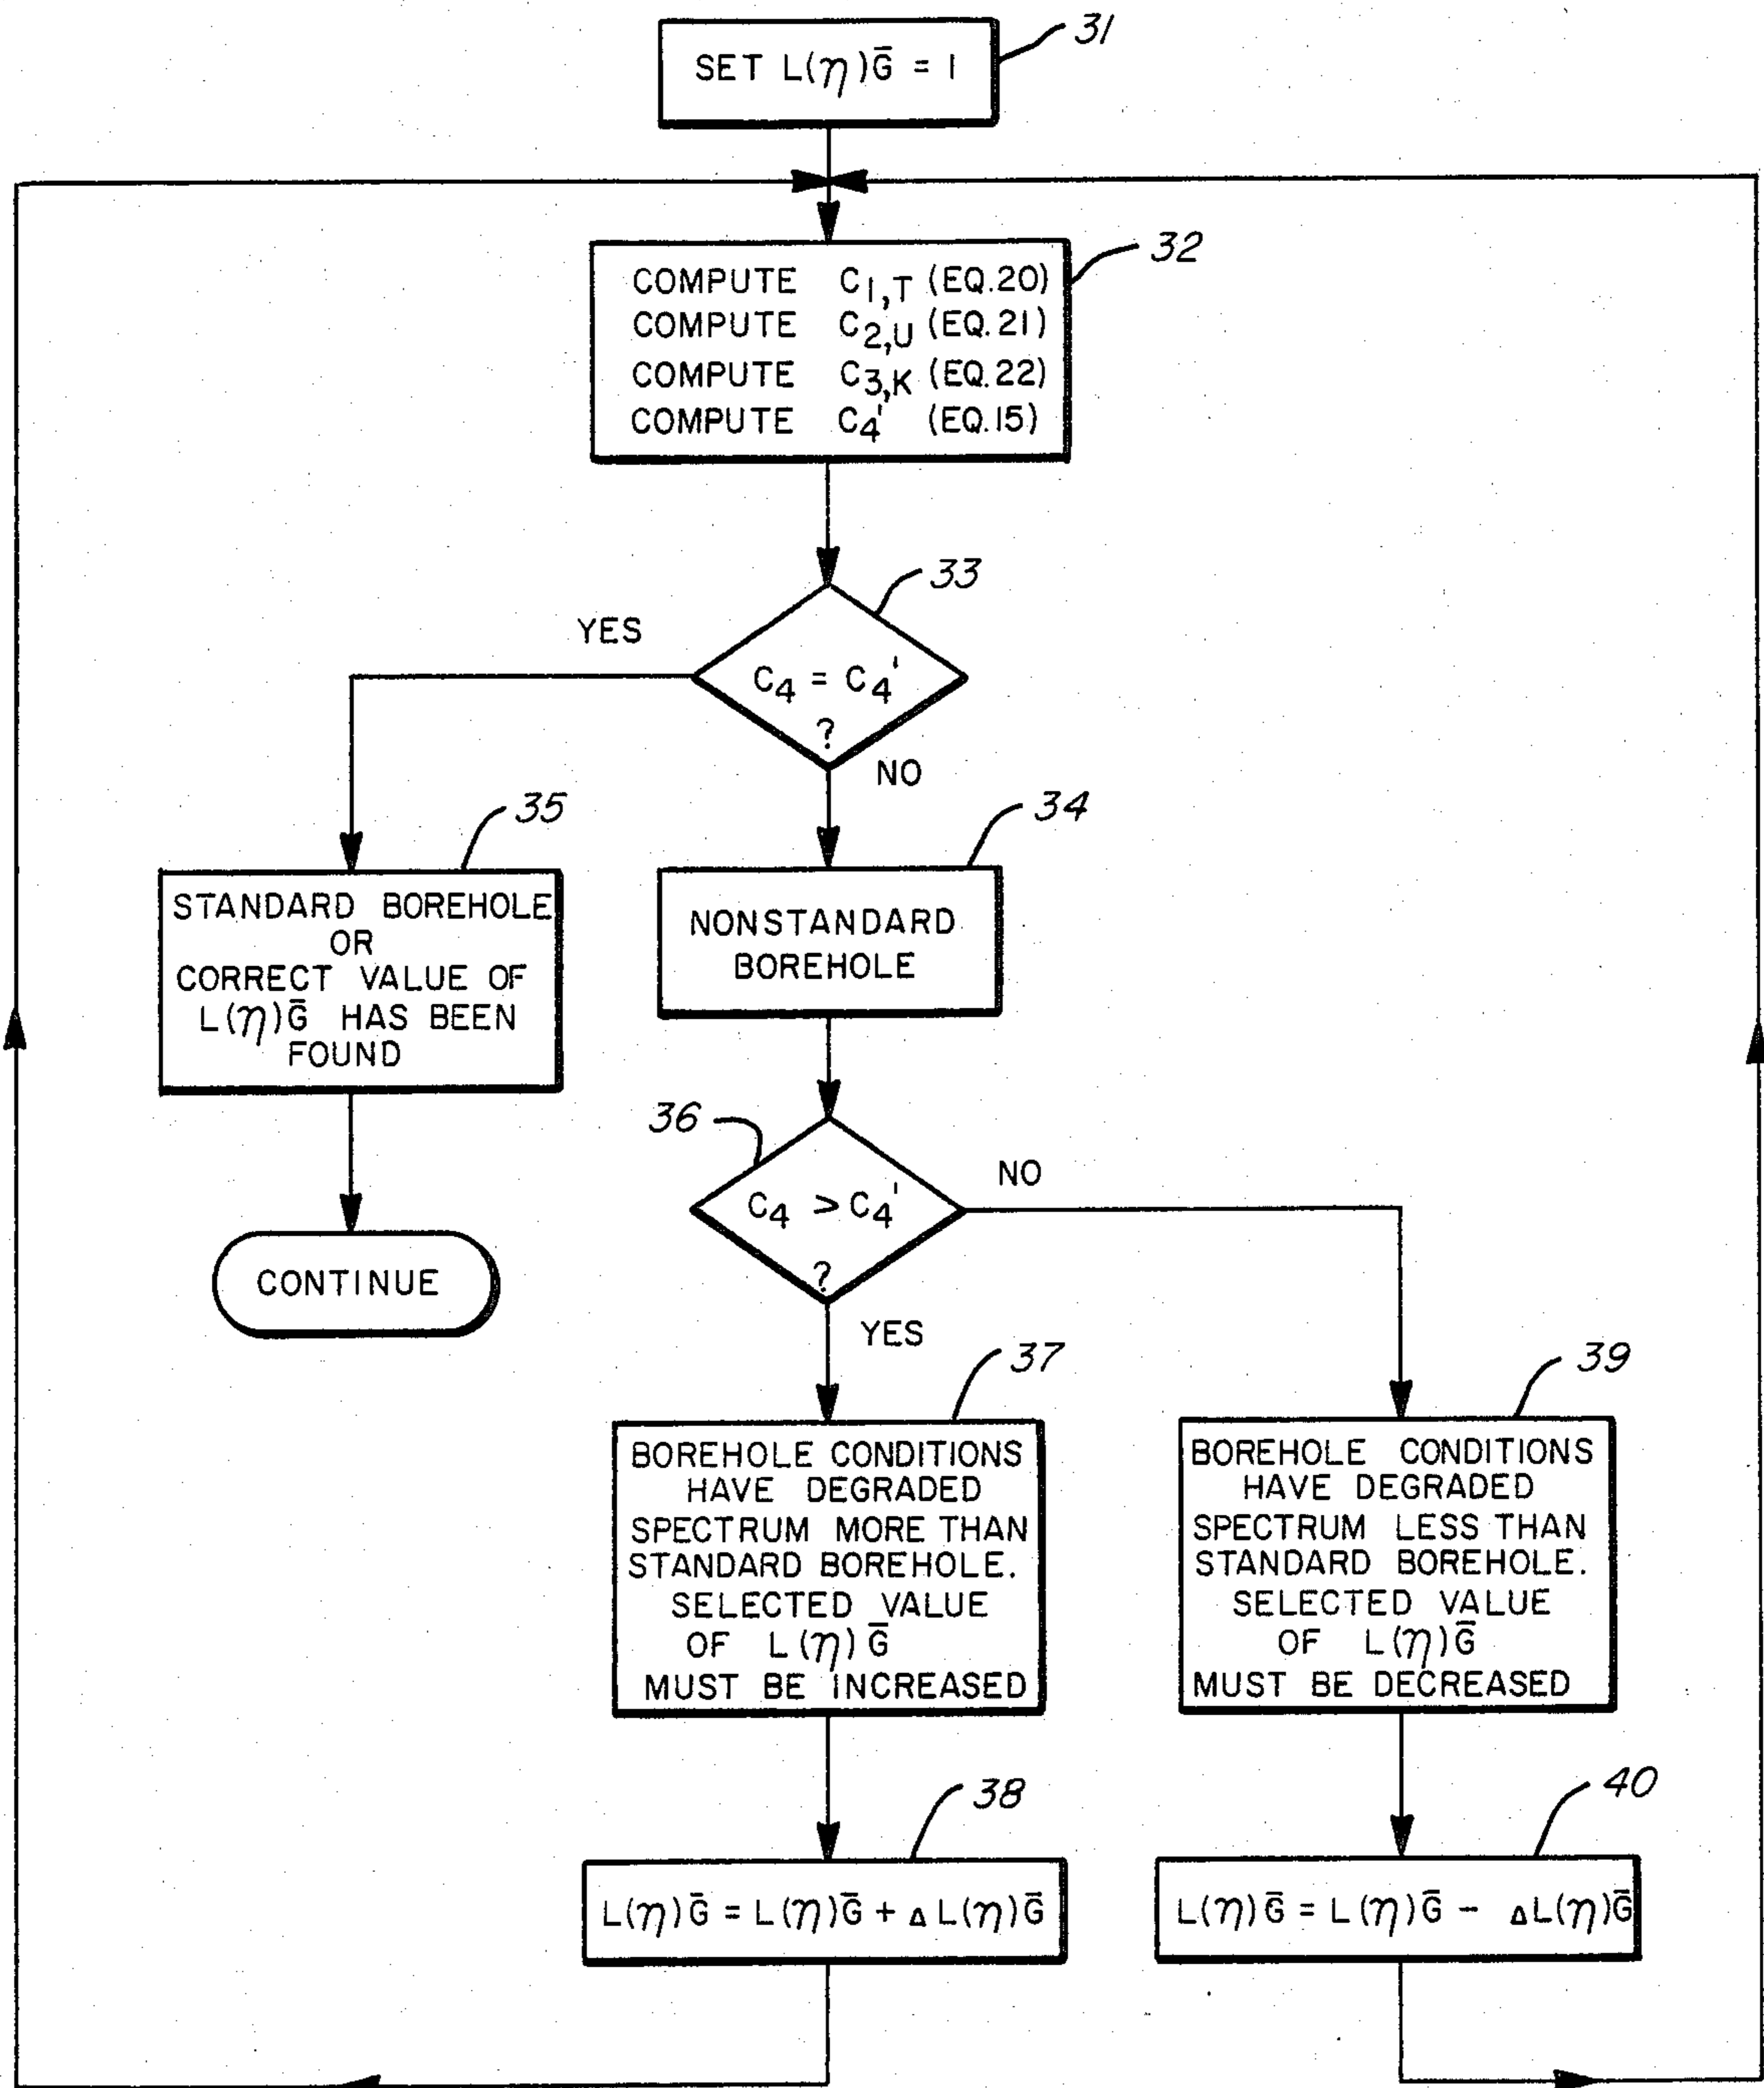 31
SET L(η)G̅ = 1
32
COMPUTE C₁,T (EQ.20)
COMPUTE C₂,U (EQ.21)
COMPUTE C₃,K (EQ.22)
COMPUTE C₄' (EQ.15)
33
YES
C₄ = C₄'
?
NO
35
34
STANDARD BOREHOLE
OR
CORRECT VALUE OF
L(η)G̅ HAS BEEN
FOUND
NONSTANDARD
BOREHOLE
36
NO
C₄ > C₄'
?
CONTINUE
YES
37
39
BOREHOLE CONDITIONS
HAVE DEGRADED
SPECTRUM MORE THAN
STANDARD BOREHOLE.
SELECTED VALUE
OF L(η)G̅
MUST BE INCREASED
BOREHOLE CONDITIONS
HAVE DEGRADED
SPECTRUM LESS THAN
STANDARD BOREHOLE.
SELECTED VALUE
OF L(η)G̅
MUST BE DECREASED
38
40
L(η)G̅ = L(η)G̅ + Δ L(η)G̅
L(η)G̅ = L(η)G̅ - ΔL(η)G̅